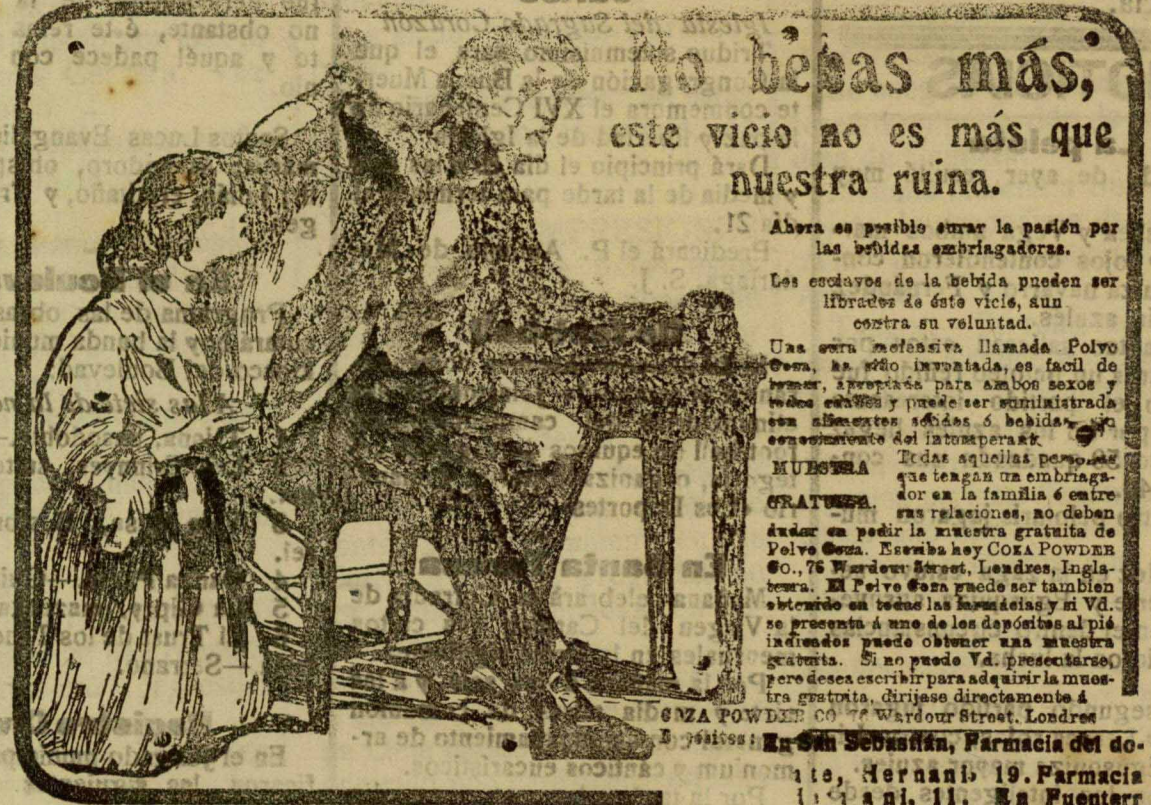 No bebas más,
este vicio no es más que
nuestra ruina.
Ahora es posible curar la pasión por
las bebidas embriagadoras.
Los esclavos de la bebida pueden ser
librados de éste vicio, aun
contra su voluntad.
Una cura inofensiva llamada Polvo
Coza, ha sido inventada, es facil de
tomar, apropiada para ambos sexos y
todas edades y puede ser suministrada
con alimentos sólidos ó bebidas, sin
conocimiento del intemperante.
MUESTRA
GRATUITA.
Todas aquellas personas
que tengan un embriaga-
dor en la familia é entre
sus relaciones, no deben
dudar en pedir la muestra gratuita de
Polvo Coza. Escriba hoy COZA POWDER
CO., 76 Wardour Street, Londres, Ingla-
terra. El Polvo Coza puede ser tambien
obtenido en todas las farmácias y si Vd.
se presenta á uno de los depósitos al pié
indicados puede obtener una muestra
gratuita. Si no puede Vd. presentarse,
pero desea escribir para adquirir la mues-
tra gratuita, dirijase directamente á
COZA POWDER CO 76 Wardour Street, Londres
Depósitos: En San Sebastián, Farmacia del do-
Hernani, 19. Farmacia
11. En Fuenterr